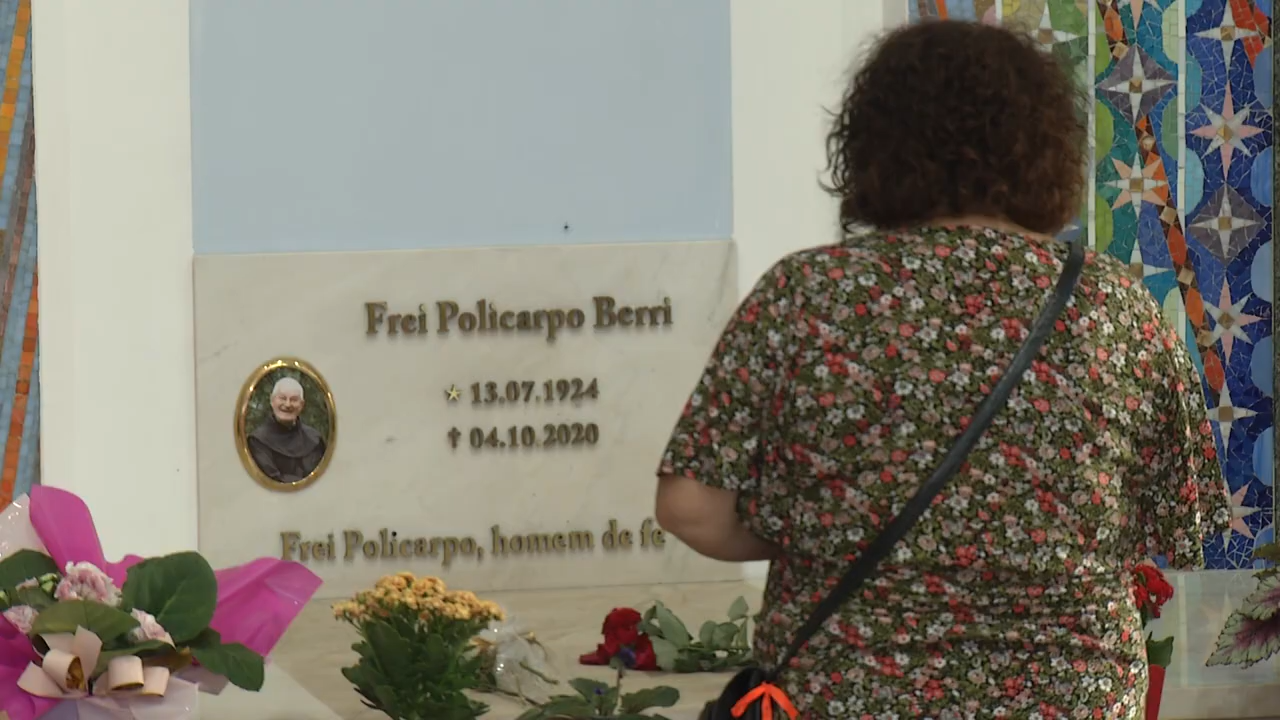 Frei Policarpo Berri
★ 13.07.1924
✝ 04.10.2020
Frei Policarpo, homem de fé